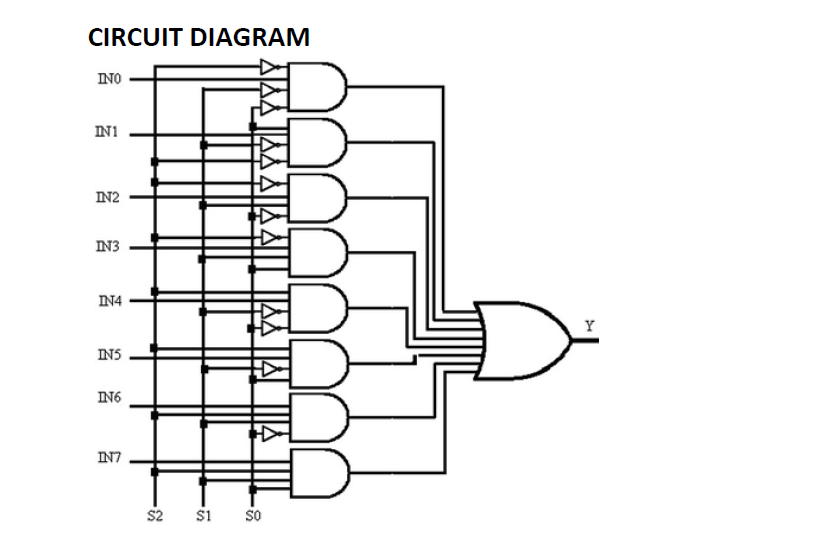 CIRCUIT DIAGRAM
IN0
IN1
IN2
IN3
IN4
IN5
IN6
IN7
Y
S2 S1 S0